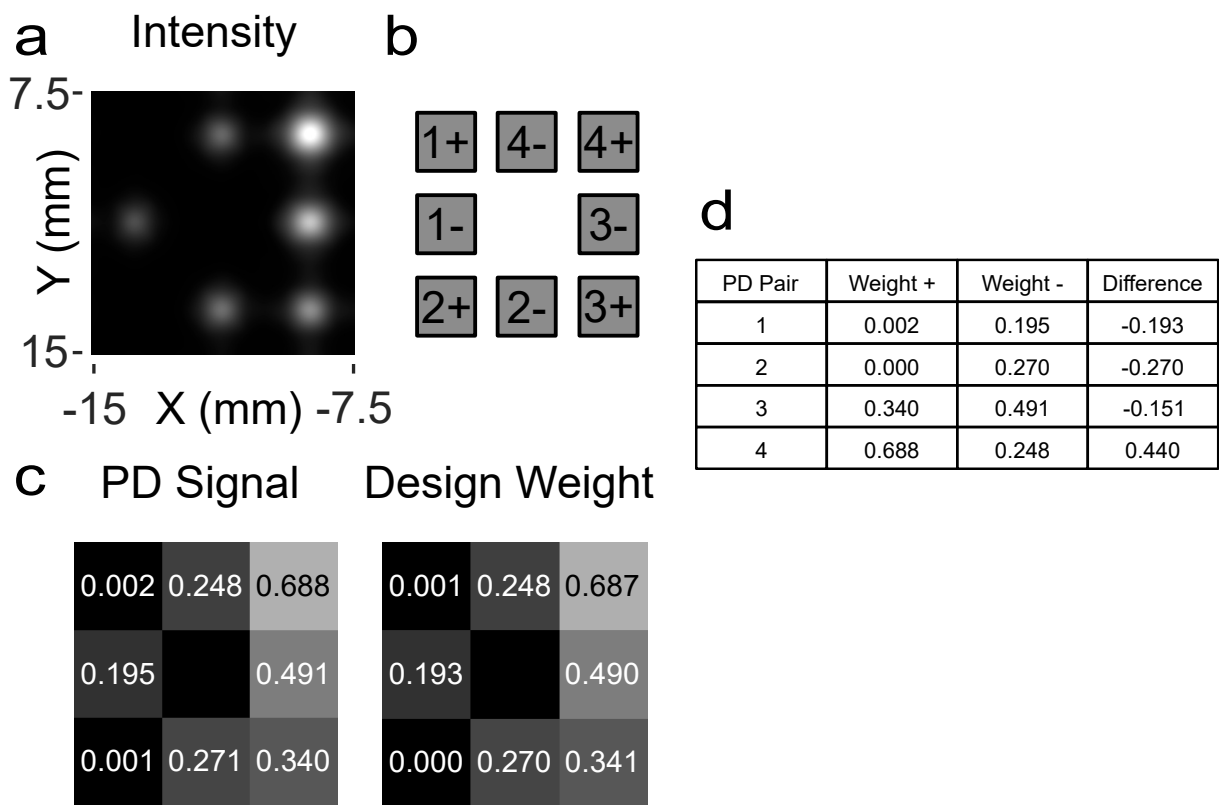 a Intensity
7.5-
Y (mm)
15-
-15 X (mm) -7.5
b
1+ 4- 4+
1- 3-
2+ 2- 3+
c PD Signal Design Weight
0.002 0.248 0.688
0.195 0.491
0.001 0.271 0.340
0.001 0.248 0.687
0.193 0.490
0.000 0.270 0.341
d
PD Pair Weight + Weight - Difference
1 0.002 0.195 -0.193
2 0.000 0.270 -0.270
3 0.340 0.491 -0.151
4 0.688 0.248 0.440